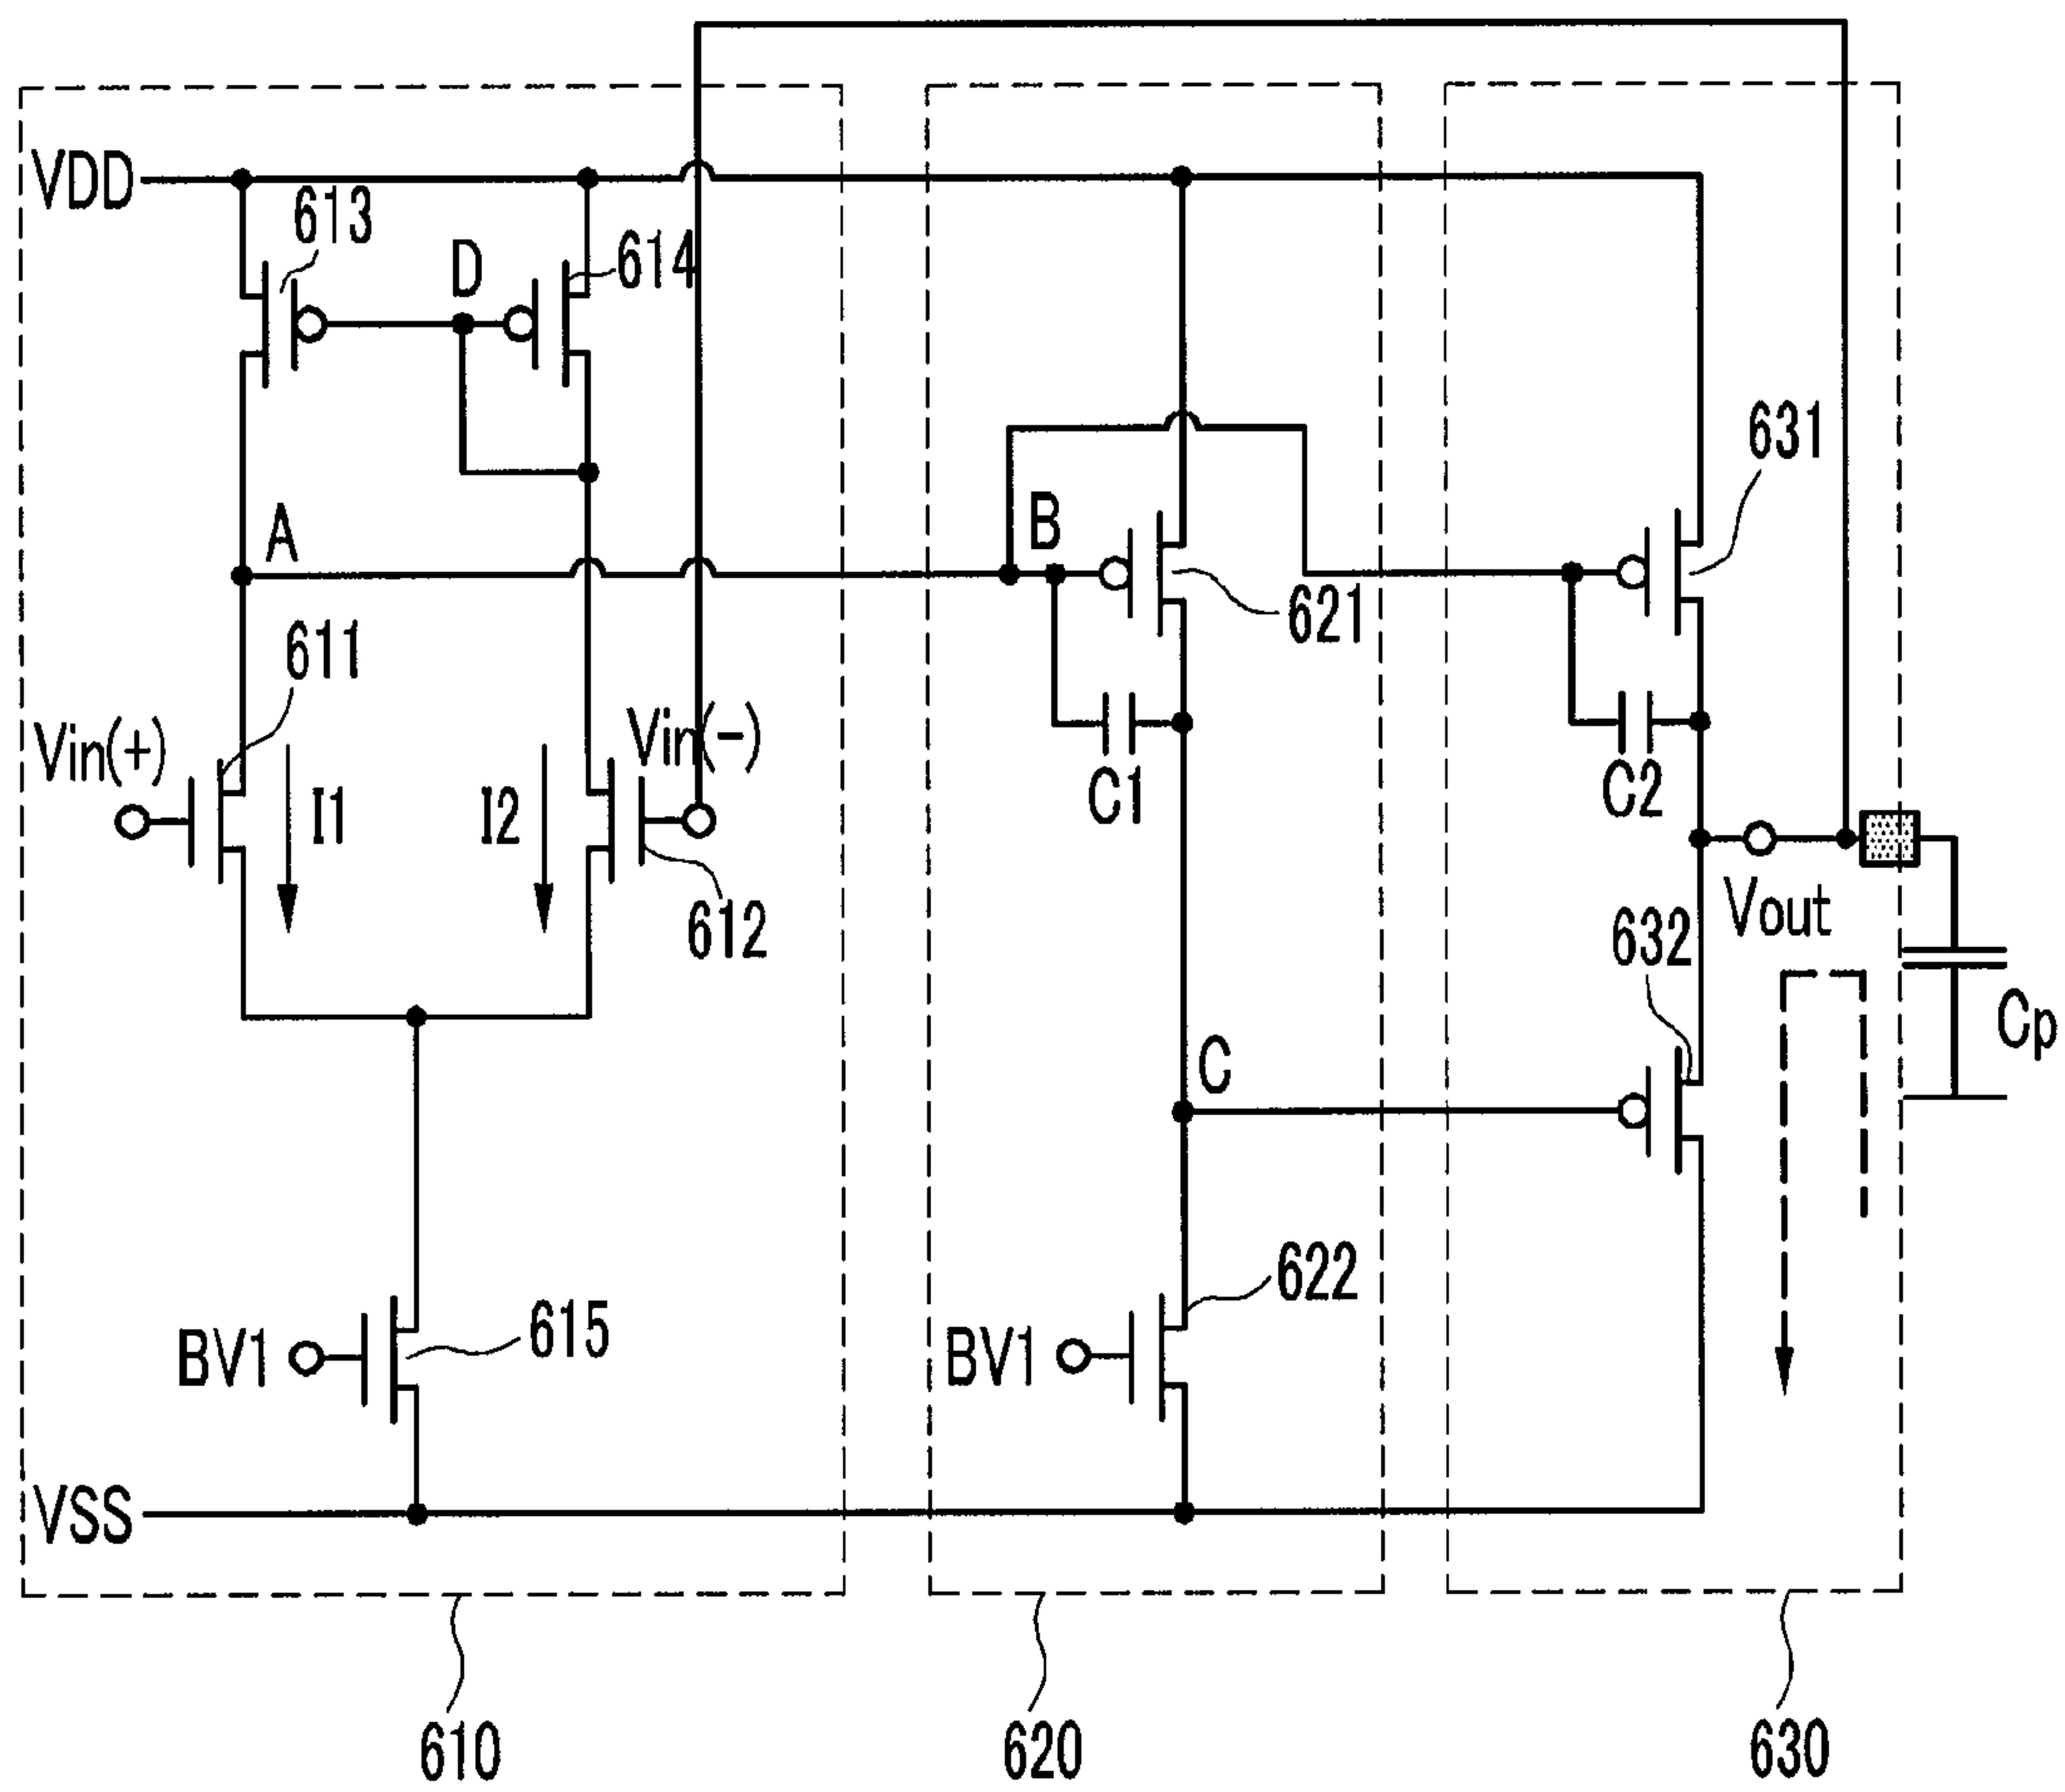 VDD
613
D
614
631
A
B
621
611
Vin(+)
I1
I2
Vin(-)
612
C1
C2
Vout
632
Cp
C
622
BV1
615
BV1
VSS
610
620
630